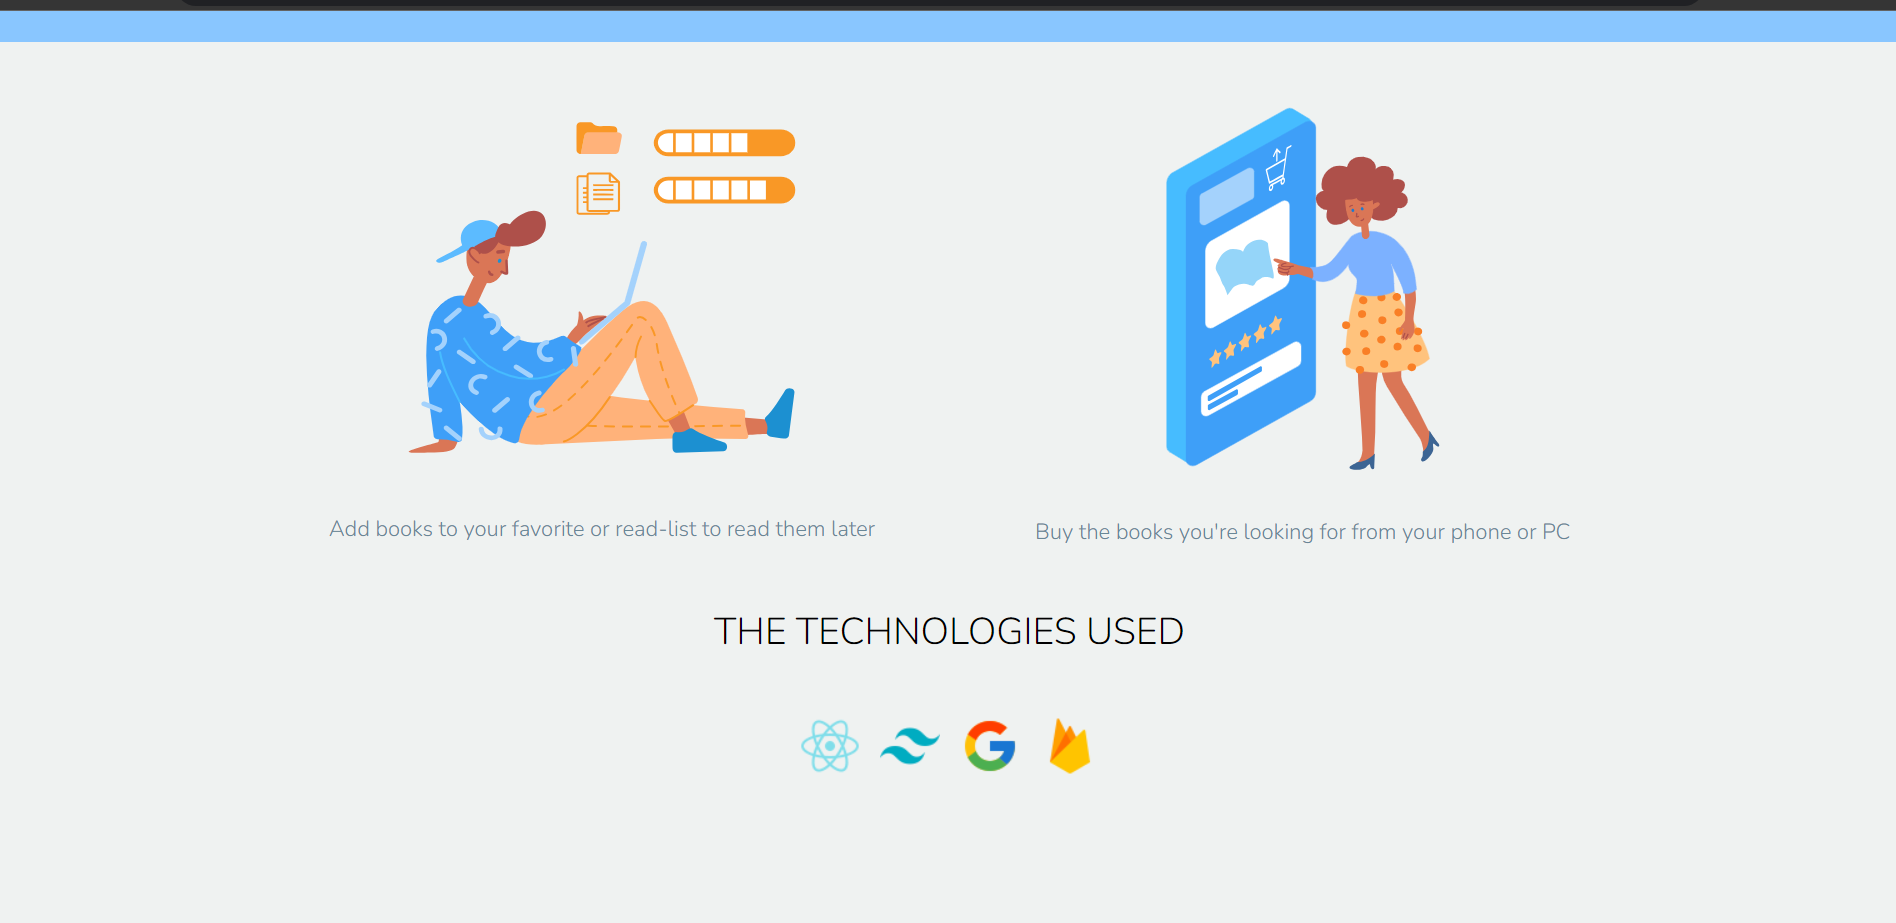 Add books to your favorite or read-list to read them later
Buy the books you're looking for from your phone or PC
THE TECHNOLOGIES USED